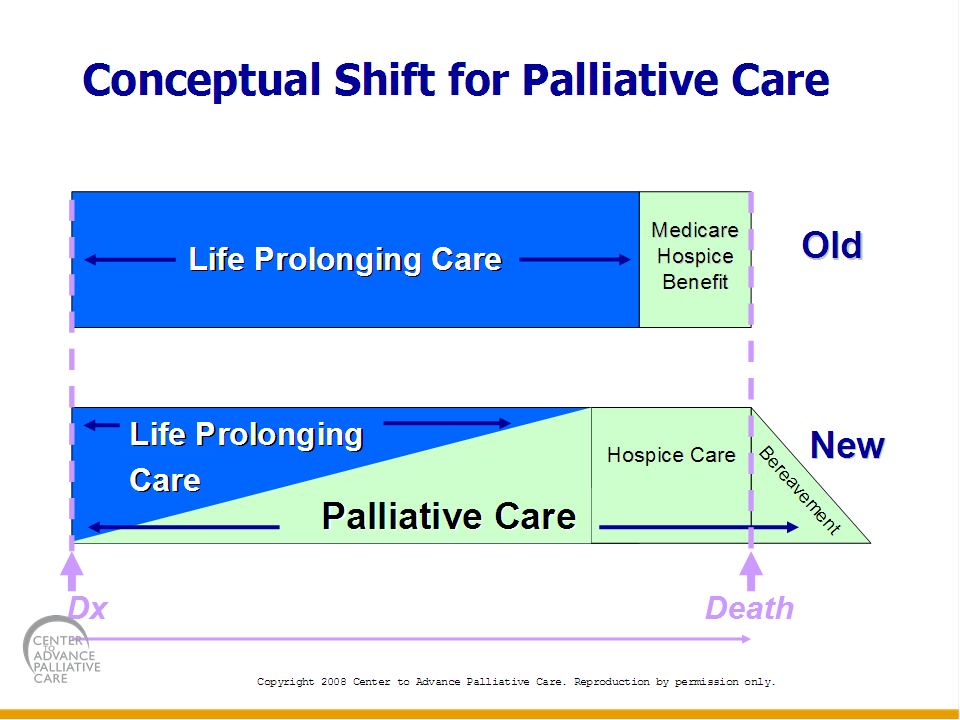 Conceptual Shift for Palliative Care
Life Prolonging Care
Medicare
Hospice
Benefit
Old
Life Prolonging
Care
Palliative Care
Hospice Care
Bereavement
New
Dx
Death
CENTER
TO
ADVANCE
PALLIATIVE
CARE
Copyright 2008 Center to Advance Palliative Care. Reproduction by permission only.